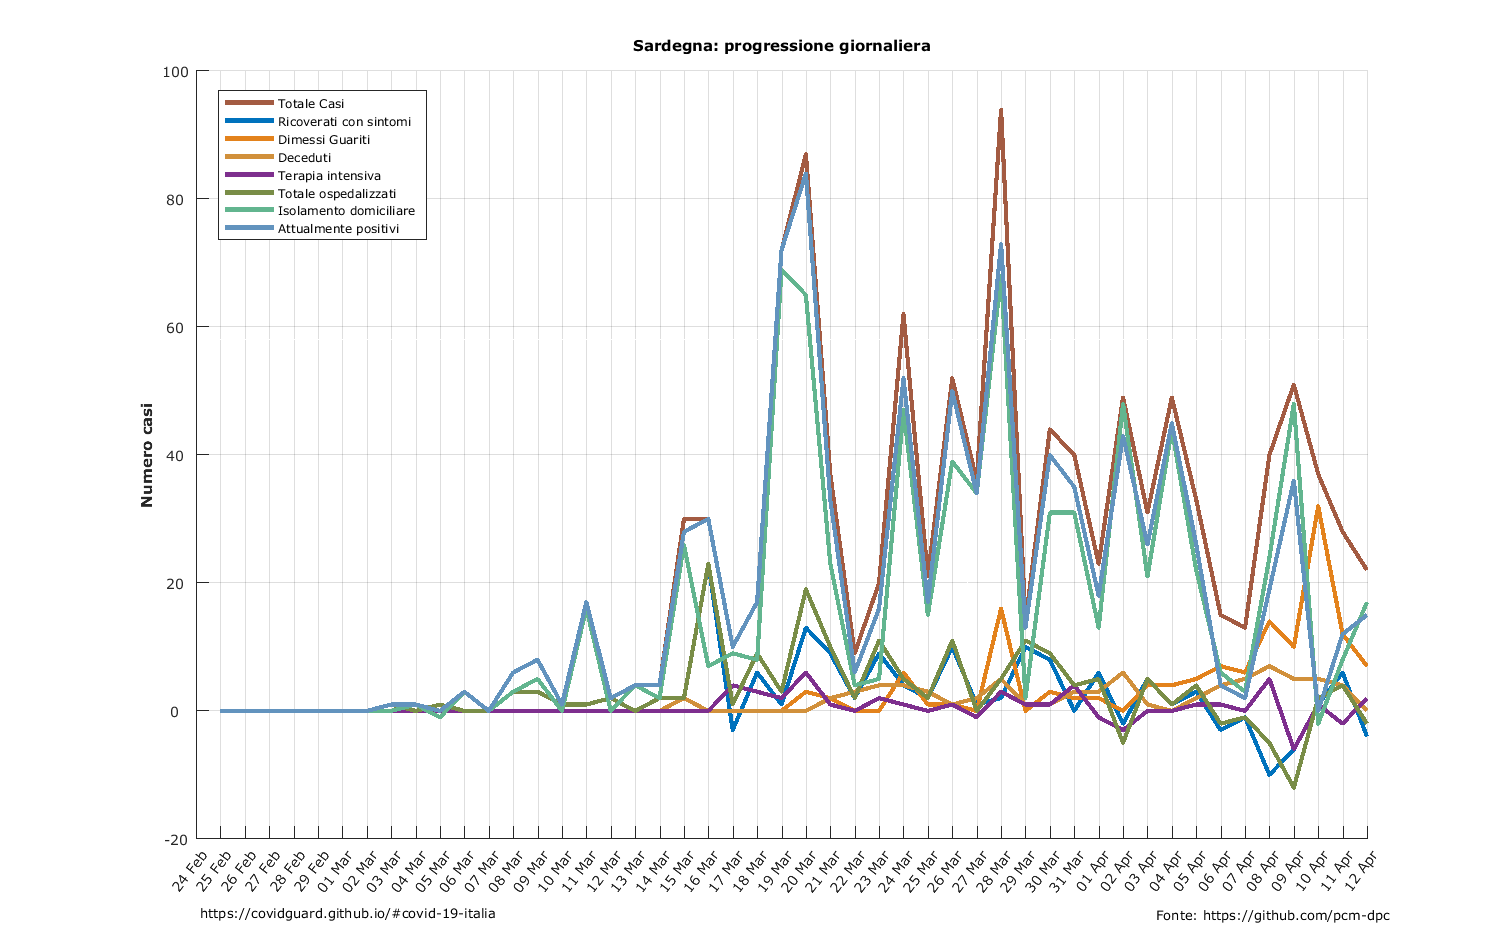 Sardegna: progressione giornaliera
100
80
60
40
20
0
-20
Numero casi
Totale Casi
Ricoverati con sintomi
Dimessi Guariti
Deceduti
Terapia intensiva
Totale ospedalizzati
Isolamento domiciliare
Attualmente positivi
24 Feb
25 Feb
26 Feb
27 Feb
28 Feb
29 Feb
01 Mar
02 Mar
03 Mar
04 Mar
05 Mar
06 Mar
07 Mar
08 Mar
09 Mar
10 Mar
11 Mar
12 Mar
13 Mar
14 Mar
15 Mar
16 Mar
17 Mar
18 Mar
19 Mar
20 Mar
21 Mar
22 Mar
23 Mar
24 Mar
25 Mar
26 Mar
27 Mar
28 Mar
29 Mar
30 Mar
31 Mar
01 Apr
02 Apr
03 Apr
04 Apr
05 Apr
06 Apr
07 Apr
08 Apr
09 Apr
10 Apr
11 Apr
12 Apr
https://covidguard.github.io/#covid-19-italia
Fonte: https://github.com/pcm-dpc